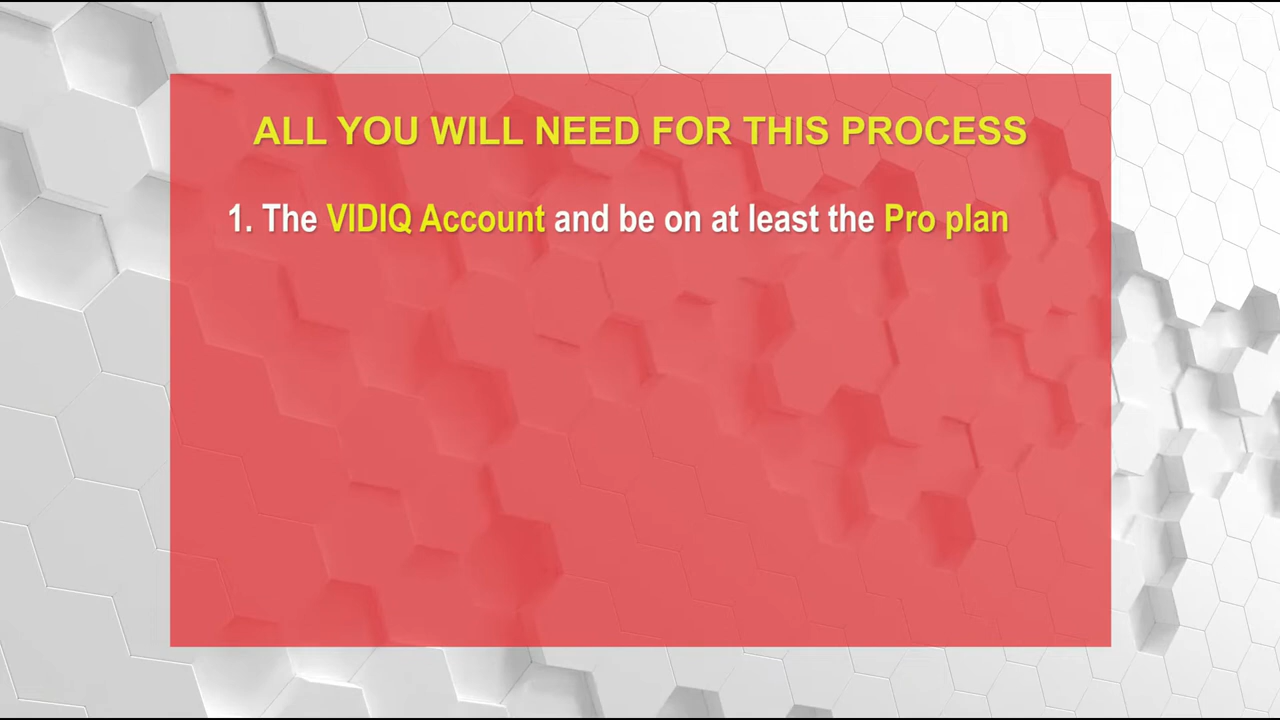 ALL YOU WILL NEED FOR THIS PROCESS
1. The VIDIQ Account and be on at least the Pro plan